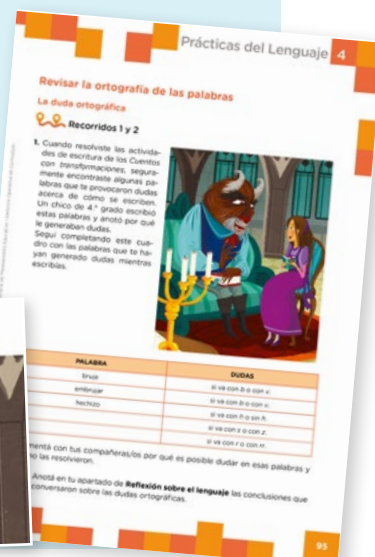 Prácticas del Lenguaje 4
Revisar la ortografía de las palabras
La duda ortográfica
Recorridos 1 y 2
1. Cuando resolviste las activida-
des de escritura de los Cuentos
con transformaciones, segura-
mente encontraste algunas pa-
labras que te provocaron dudas
acerca de cómo se escriben.
Un chico de 4.° grado escribió
estas palabras y anotó por qué
le generaban dudas.
Seguí completando este cua-
dro con las palabras que te ha-
yan generado dudas mientras
escribías.
PALABRA DUDAS
si va con b o con v.
embrujar si va con b o con v.
hechizo si va con h o sin h.
si va con s o con z.
si va con r o con rr.
mentá con tus compañeras/os por qué es posible dudar en esas palabras y
mo las resolvieron.
Anotá en tu apartado de Reflexión sobre el lenguaje las conclusiones que
conversaron sobre las dudas ortográficas.
95